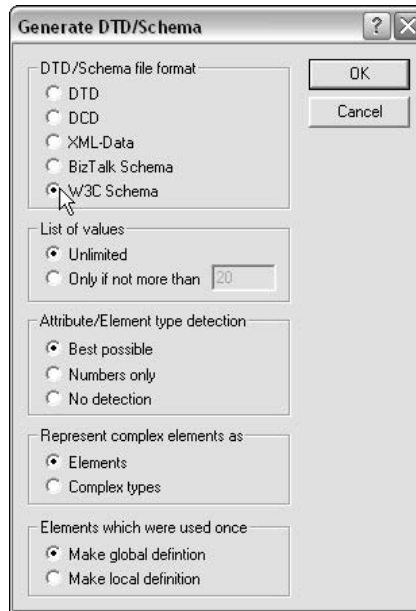 Generate DTD/Schema
DTD/Schema file format
OK
DTD
Cancel
DCD
XML-Data
BizTalk Schema
W3C Schema
List of values
Unlimited
Only if not more than 20
Attribute/Element type detection
Best possible
Numbers only
No detection
Represent complex elements as
Elements
Complex types
Elements which were used once
Make global defintion
Make local definition